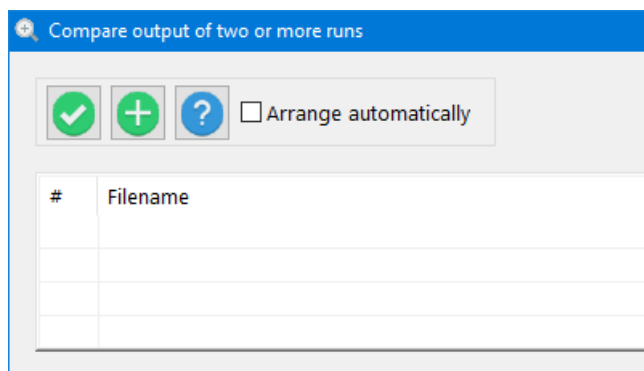 Compare output of two or more runs
Arrange automatically
# Filename